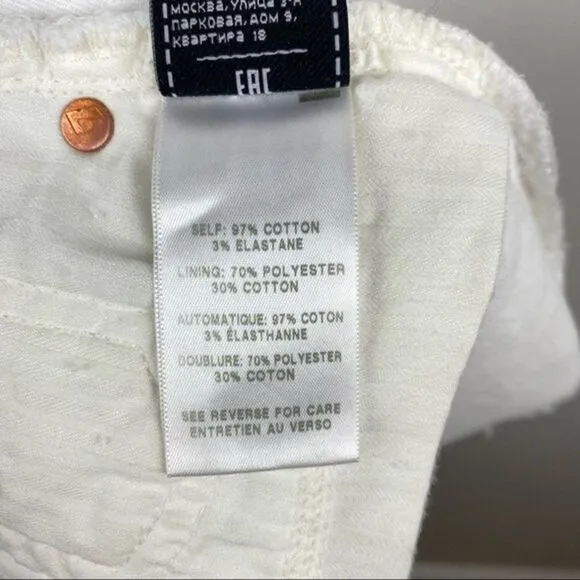 МОСКВА, УЛИЦА 3-Я
ПАРКОВАЯ, ДОМ 9,
КВАРТИРА 18
EAC
SELF: 97% COTTON
3% ELASTANE
LINING: 70% POLYESTER
30% COTTON
AUTOMATIQUE: 97% COTON
3% ÉLASTHANNE
DOUBLURE: 70% POLYESTER
30% COTON
SEE REVERSE FOR CARE
ENTRETIEN AU VERSO